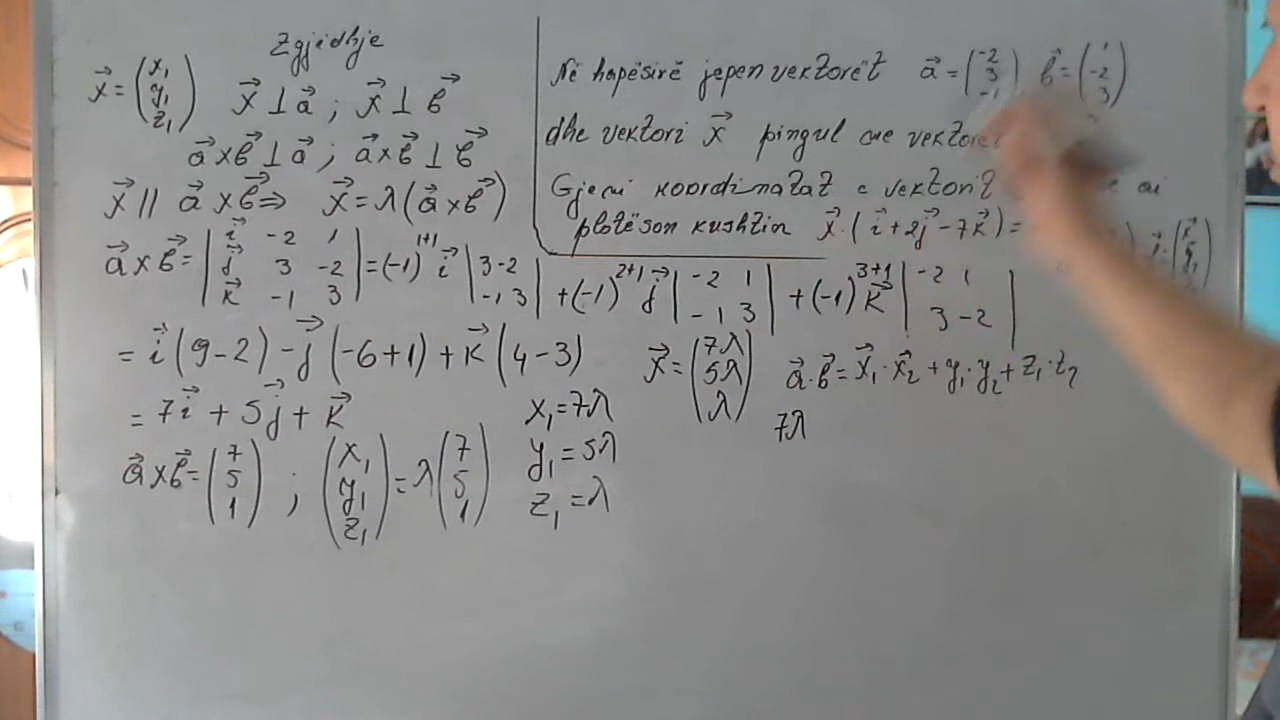 Zgjidhje
x⃗ = (x₁ y₁ z₁) x⃗ ⊥ a⃗ ; x⃗ ⊥ b⃗
a⃗ x b⃗ ⊥ a⃗ ; a⃗ x b⃗ ⊥ b⃗
x⃗ // a⃗ x b⃗ ⇒ x⃗ = λ(a⃗ x b⃗)
a⃗ x b⃗ = | i⃗ -2 1 ; j⃗ 3 -2 ; k⃗ -1 3 | = (-1)¹⁺¹ i⃗ | 3 -2 ; -1 3 | + (-1)²⁺¹ j⃗ | -2 1 ; -1 3 | + (-1)³⁺¹ k⃗ | -2 1 ; 3 -2 |
= i⃗ (9-2) - j⃗ (-6+1) + k⃗ (4-3)
= 7i⃗ + 5j⃗ + k⃗
a⃗ x b⃗ = (7 5 1) ; (x₁ y₁ z₁) = λ (7 5 1)
x₁ = 7λ
y₁ = 5λ
z₁ = λ
x⃗ = (7λ 5λ λ) a⃗ · b⃗ = x⃗₁ · x⃗₂ + y₁ · y₂ + z₁ · z₂
7λ
Në hapësirë jepen vektorët a⃗ = (-2 3 -1) b⃗ = (1 -2 3)
dhe vektori x⃗ pingul me
Gjeni koordinatat e vektorit
plotëson kushtin x⃗ · (i⃗ + 2j⃗ - 7k⃗) =